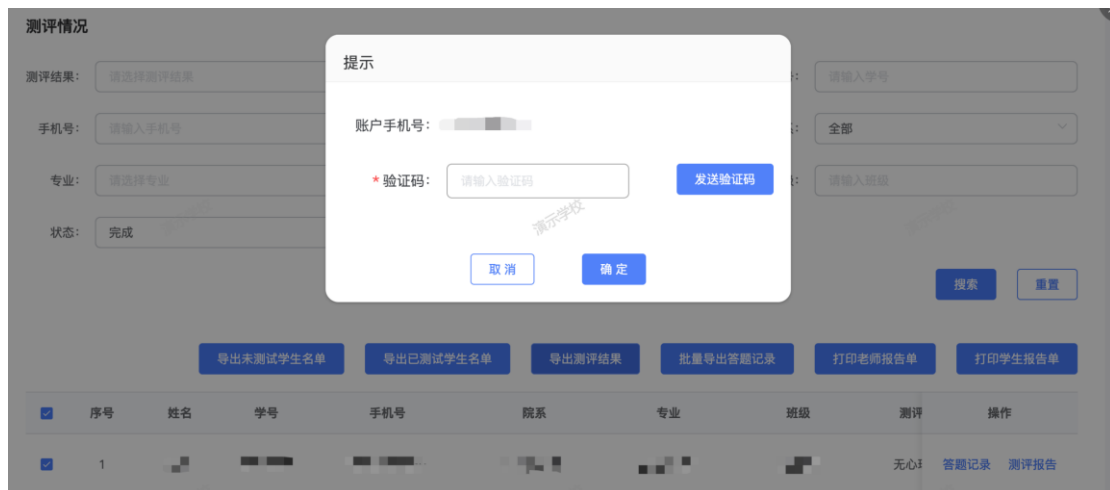 测评情况
提示
测评结果: 请选择测评结果 请输入学号
账户手机号:
手机号: 请输入手机号 全部
*验证码: 请输入验证码 发送验证码
专业: 请选择专业 请输入班级
演示学校
状态: 完成
取消 确定
搜索 重置
导出未测试学生名单 导出已测试学生名单 导出测评结果 批量导出答题记录 打印老师报告单 打印学生报告单
序号 姓名 学号 手机号 院系 专业 班级 测评 操作
1 无心 答题记录 测评报告